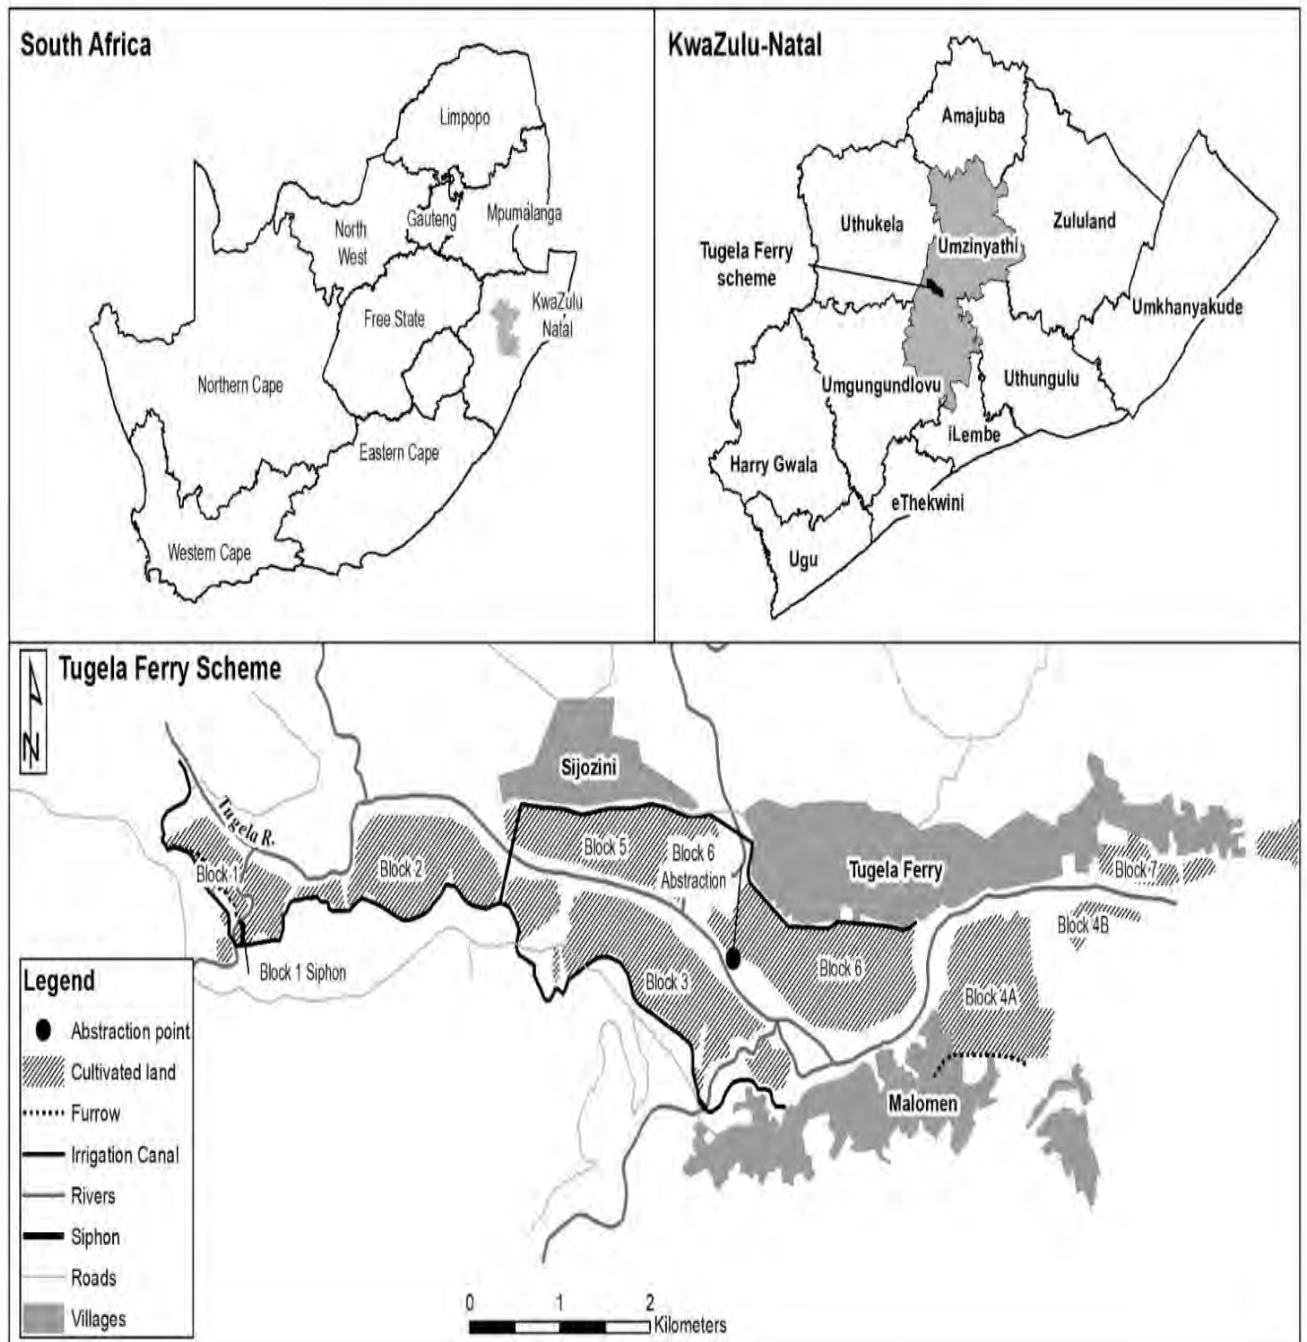 South Africa
Limpopo
North
West
Gauteng
Mpumalanga
Free State
KwaZulu
Natal
Northern Cape
Eastern Cape
Western Cape
KwaZulu-Natal
Amajuba
Uthukela
Umzinyathi
Zululand
Tugela Ferry
scheme
Umkhanyakude
Umgungundlovu
Uthungulu
iLembe
Harry Gwala
eThekwini
Ugu
Tugela Ferry Scheme
N
Sijozini
Tugela R.
Block 1
Block 2
Block 5
Block 6
Abstraction
Tugela Ferry
Block 7
Block 4B
Block 1 Siphon
Block 3
Block 6
Block 4A
Malomen
Legend
Abstraction point
Cultivated land
Furrow
Irrigation Canal
Rivers
Siphon
Roads
Villages
0 1 2
Kilometers